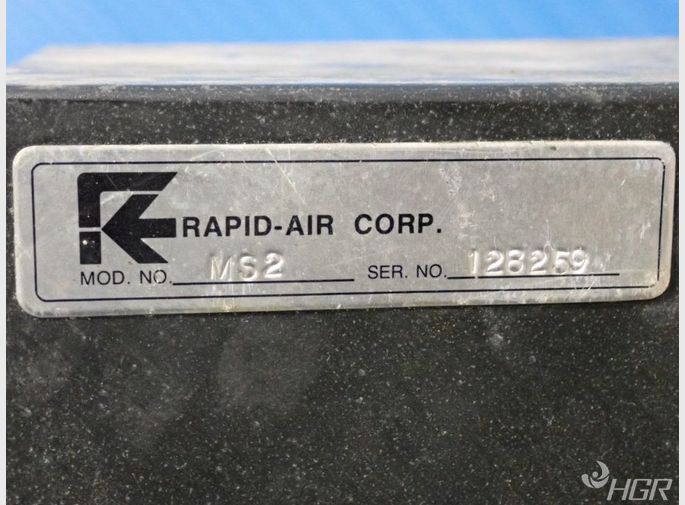 RAPID-AIR CORP.
MOD. NO. MS2 SER. NO. 128259
HGR